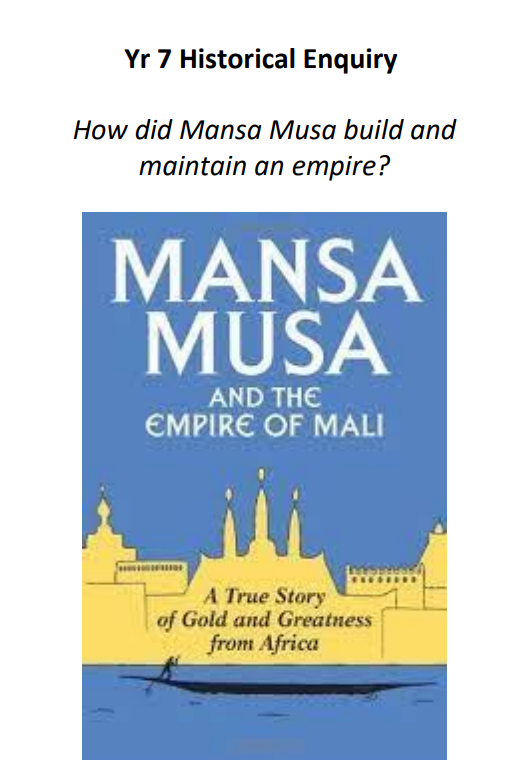 Yr 7 Historical Enquiry
How did Mansa Musa build and
maintain an empire?
MANSA
MUSA
AND THE
EMPIRE OF MALI
A True Story
of Gold and Greatness
from Africa